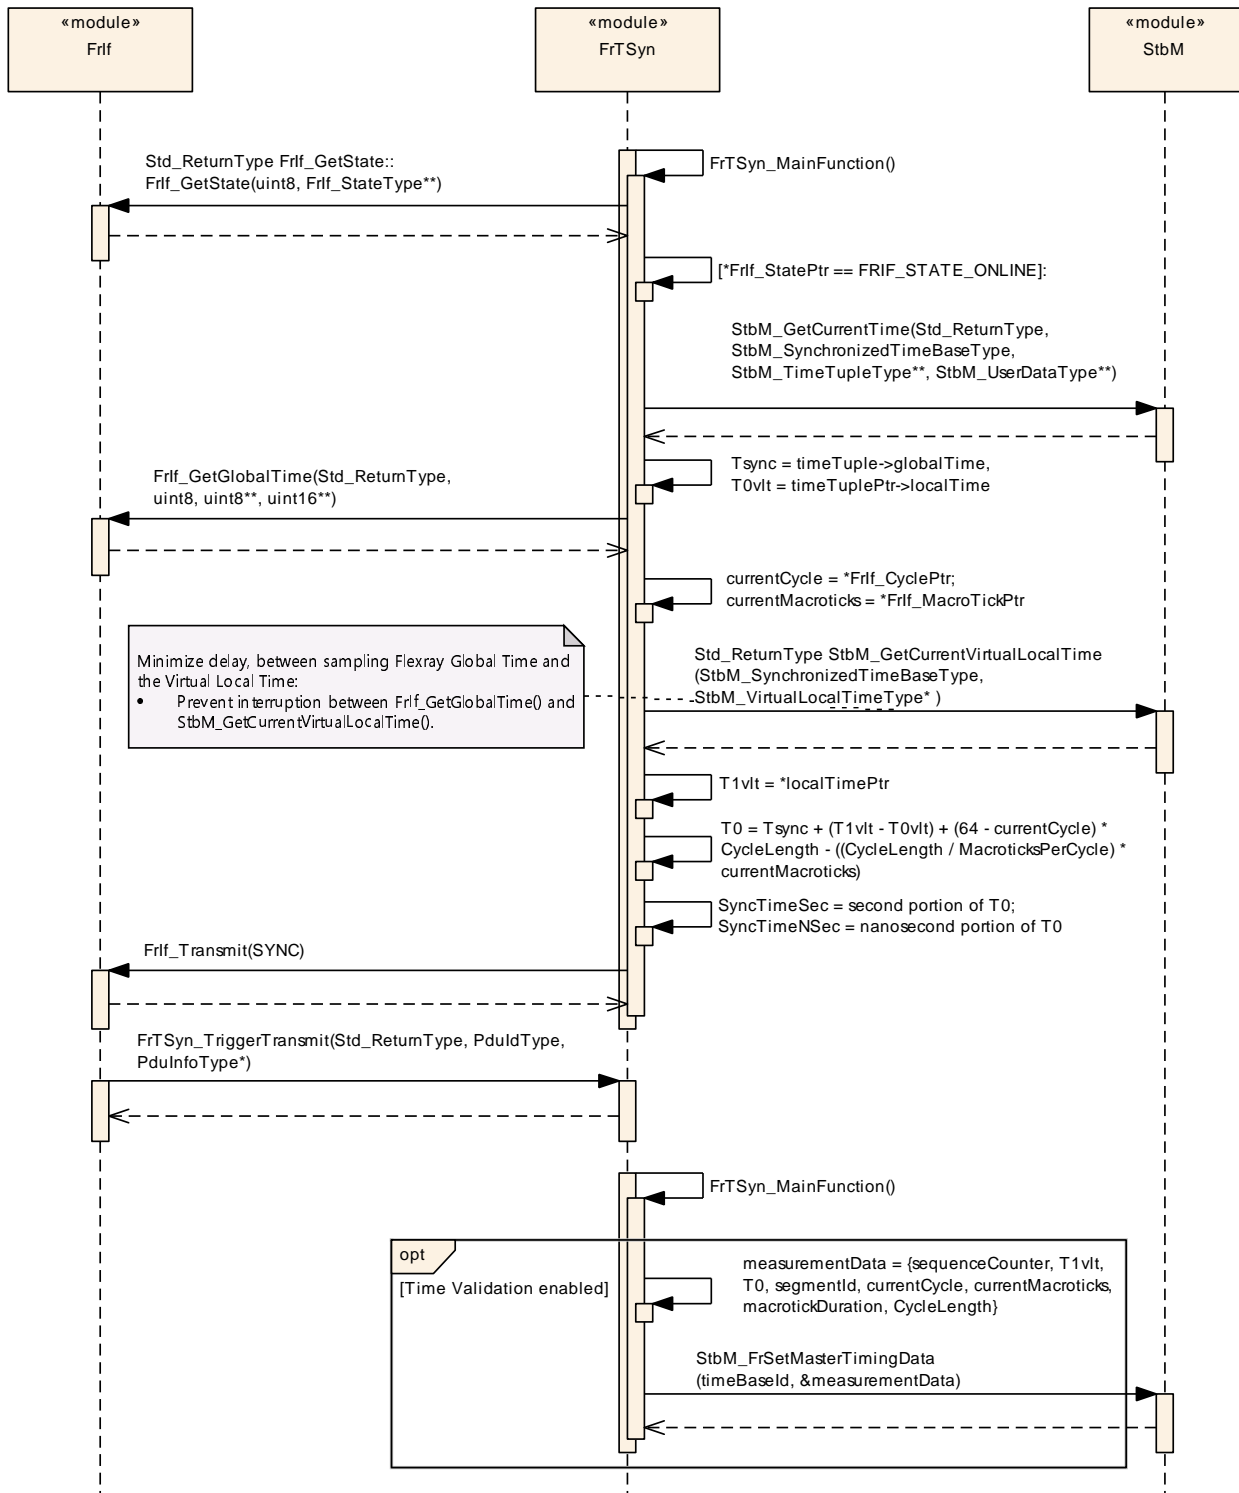 «module»
FrIf
«module»
FrTSyn
«module»
StbM
Std_ReturnType FrIf_GetState::
FrIf_GetState(uint8, FrIf_StateType**)
FrTSyn_MainFunction()
[*FrIf_StatePtr == FRIF_STATE_ONLINE]:
StbM_GetCurrentTime(Std_ReturnType,
StbM_SynchronizedTimeBaseType,
StbM_TimeTupleType**, StbM_UserDataType**)
Tsync = timeTuple->globalTime,
T0vlt = timeTuplePtr->localTime
FrIf_GetGlobalTime(Std_ReturnType,
uint8, uint8**, uint16**)
currentCycle = *FrIf_CyclePtr;
currentMacroticks = *FrIf_MacroTickPtr
Minimize delay, between sampling Flexray Global Time and
the Virtual Local Time:
• Prevent interruption between FrIf_GetGlobalTime() and
StbM_GetCurrentVirtualLocalTime().
Std_ReturnType StbM_GetCurrentVirtualLocalTime
(StbM_SynchronizedTimeBaseType,
StbM_VirtualLocalTimeType* )
T1vlt = *localTimePtr
T0 = Tsync + (T1vlt - T0vlt) + (64 - currentCycle) *
CycleLength - ((CycleLength / MacroticksPerCycle) *
currentMacroticks)
SyncTimeSec = second portion of T0;
SyncTimeNSec = nanosecond portion of T0
FrIf_Transmit(SYNC)
FrTSyn_TriggerTransmit(Std_ReturnType, PduIdType,
PduInfoType*)
FrTSyn_MainFunction()
opt
[Time Validation enabled]
measurementData = {sequenceCounter, T1vlt,
T0, segmentId, currentCycle, currentMacroticks,
macrotickDuration, CycleLength}
StbM_FrSetMasterTimingData
(timeBaseId, &measurementData)